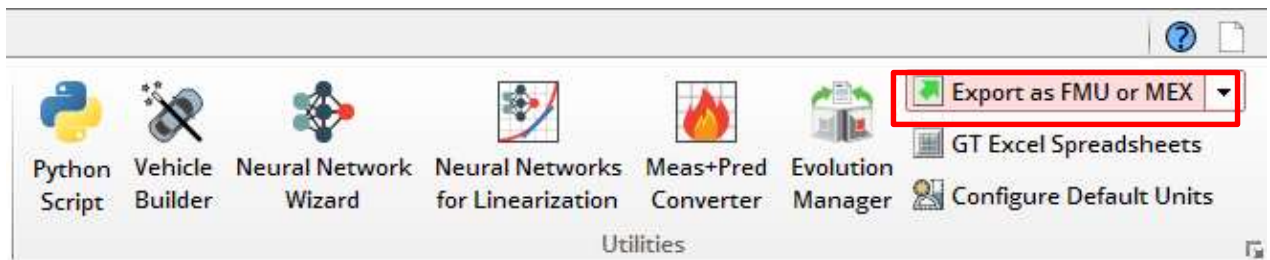 Python Script
Vehicle Builder
Neural Network Wizard
Neural Networks for Linearization
Meas+Pred Converter
Evolution Manager
Export as FMU or MEX
GT Excel Spreadsheets
Configure Default Units
Utilities